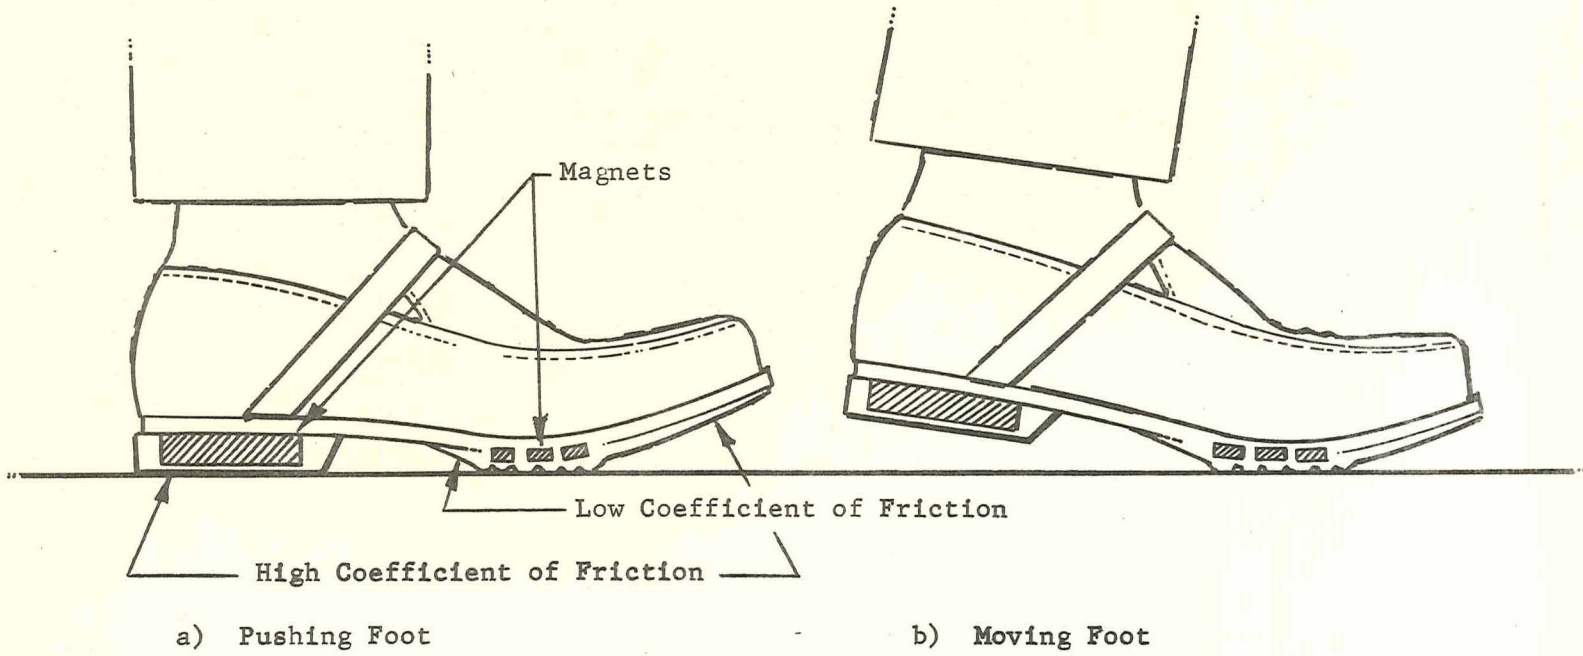 Magnets
Low Coefficient of Friction
High Coefficient of Friction
a) Pushing Foot
b) Moving Foot